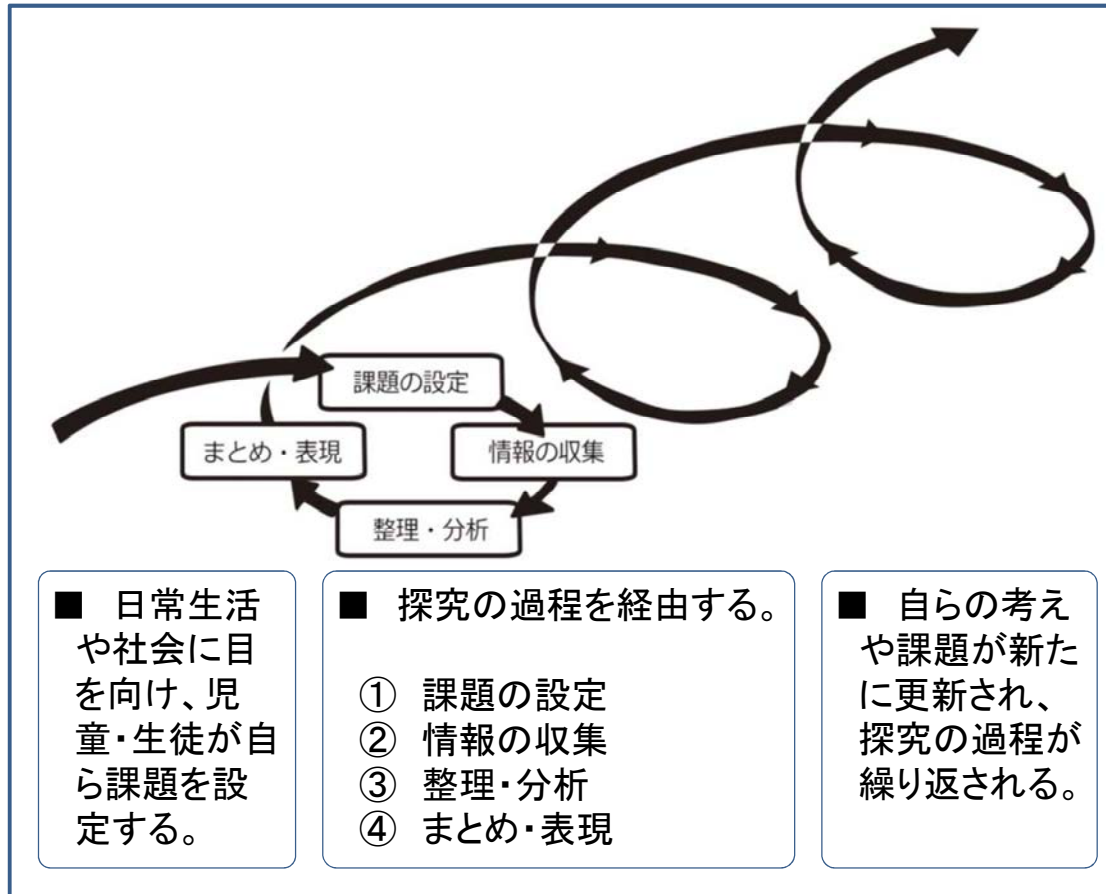 課題の設定
まとめ・表現
情報の収集
整理・分析
■ 日常生活
や社会に目
を向け、児
童・生徒が自
ら課題を設
定する。
■ 探究の過程を経由する。
① 課題の設定
② 情報の収集
③ 整理・分析
④ まとめ・表現
■ 自らの考え
や課題が新た
に更新され、
探究の過程が
繰り返される。